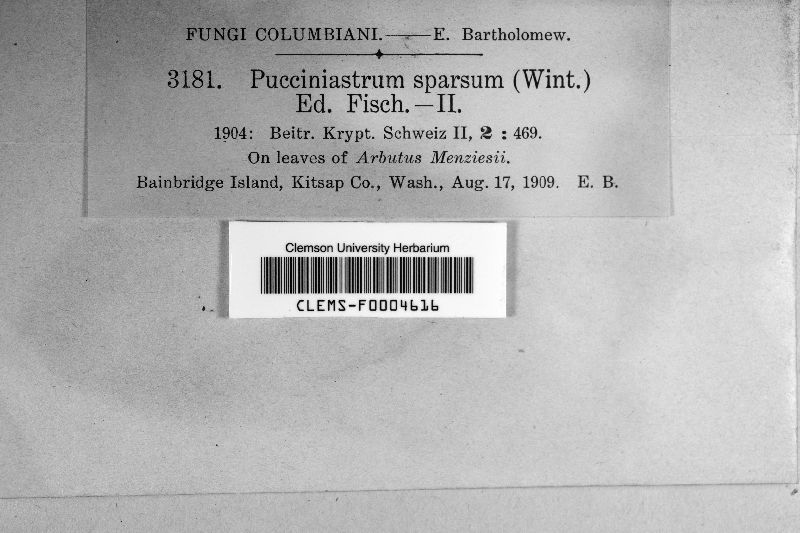 FUNGI COLUMBIANI.——E. Bartholomew.
3181. Pucciniastrum sparsum (Wint.)
Ed. Fisch.—II.
1904: Beitr. Krypt. Schweiz II, 2 : 469.
On leaves of Arbutus Menziesii.
Bainbridge Island, Kitsap Co., Wash., Aug. 17, 1909. E. B.
Clemson University Herbarium
CLEMS-F0004616